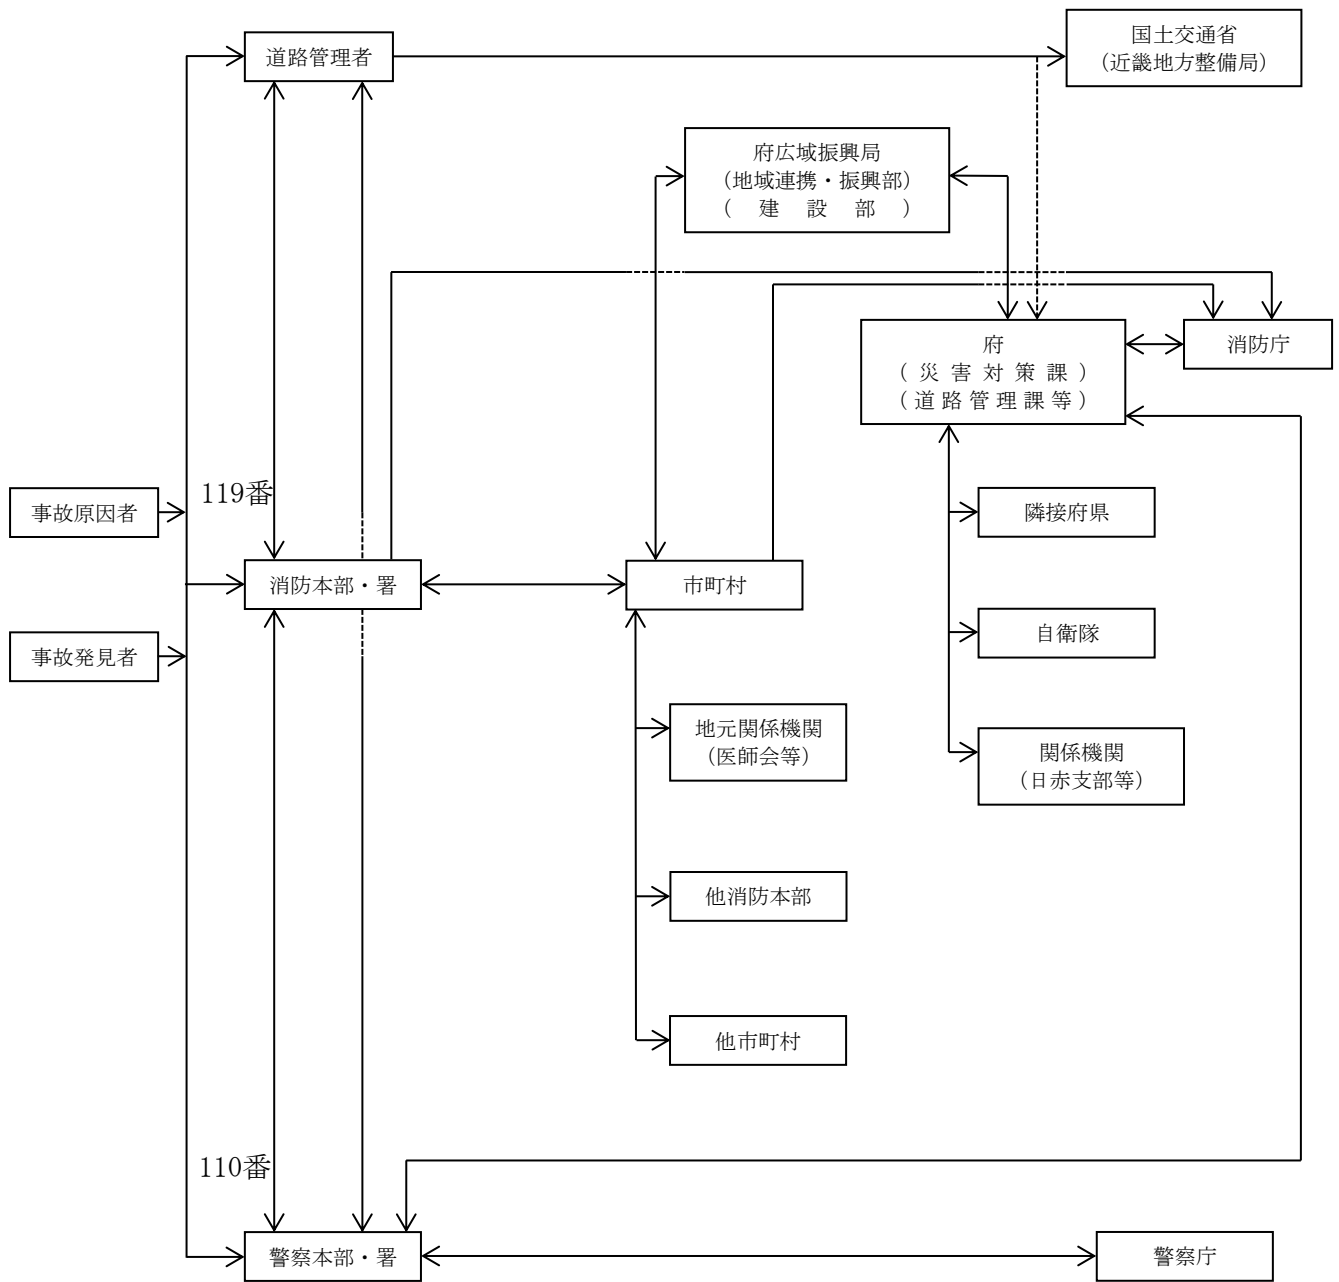 道路管理者
国土交通省
（近畿地方整備局）
府広域振興局
（地域連携・振興部）
（建設部）
府
（災害対策課）
（道路管理課等）
消防庁
119番
事故原因者
隣接府県
消防本部・署
市町村
自衛隊
事故発見者
地元関係機関
（医師会等）
関係機関
（日赤支部等）
他消防本部
他市町村
110番
警察本部・署
警察庁